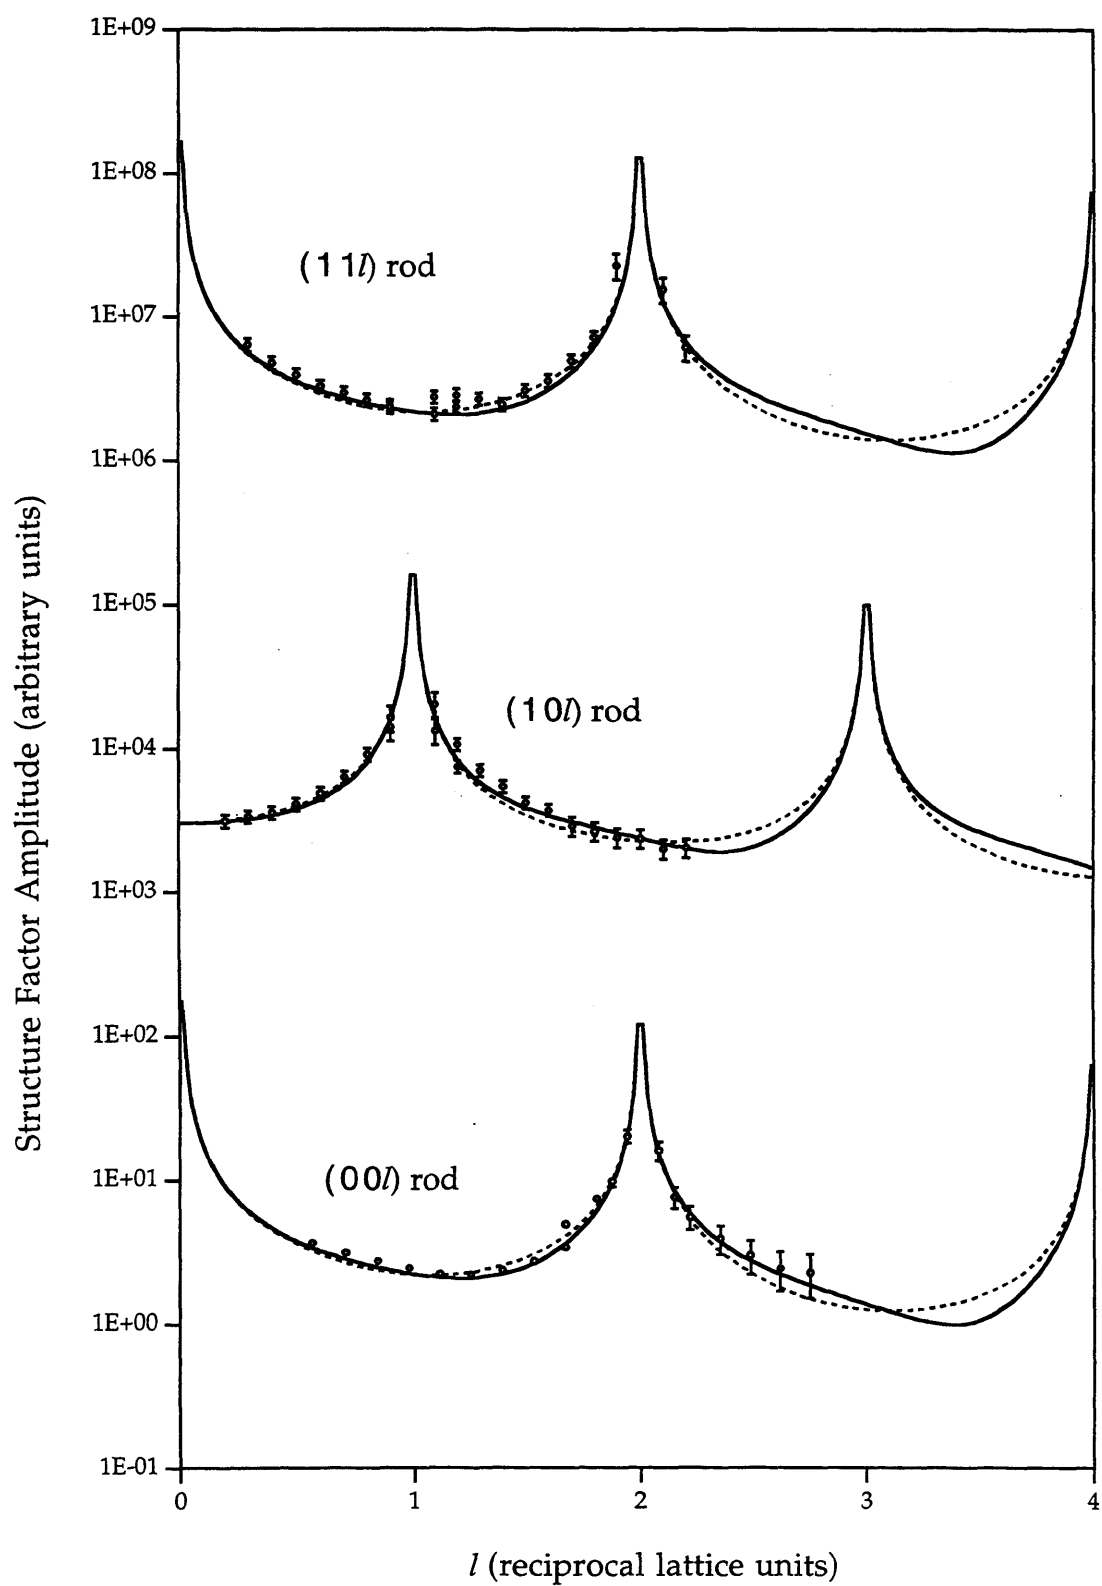 1E+09
1E+08
(11l) rod
1E+07
1E+06
Structure Factor Amplitude (arbitrary units)
1E+05
(10l) rod
1E+04
1E+03
1E+02
(00l) rod
1E+01
1E+00
1E-01
0 1 2 3 4
l (reciprocal lattice units)